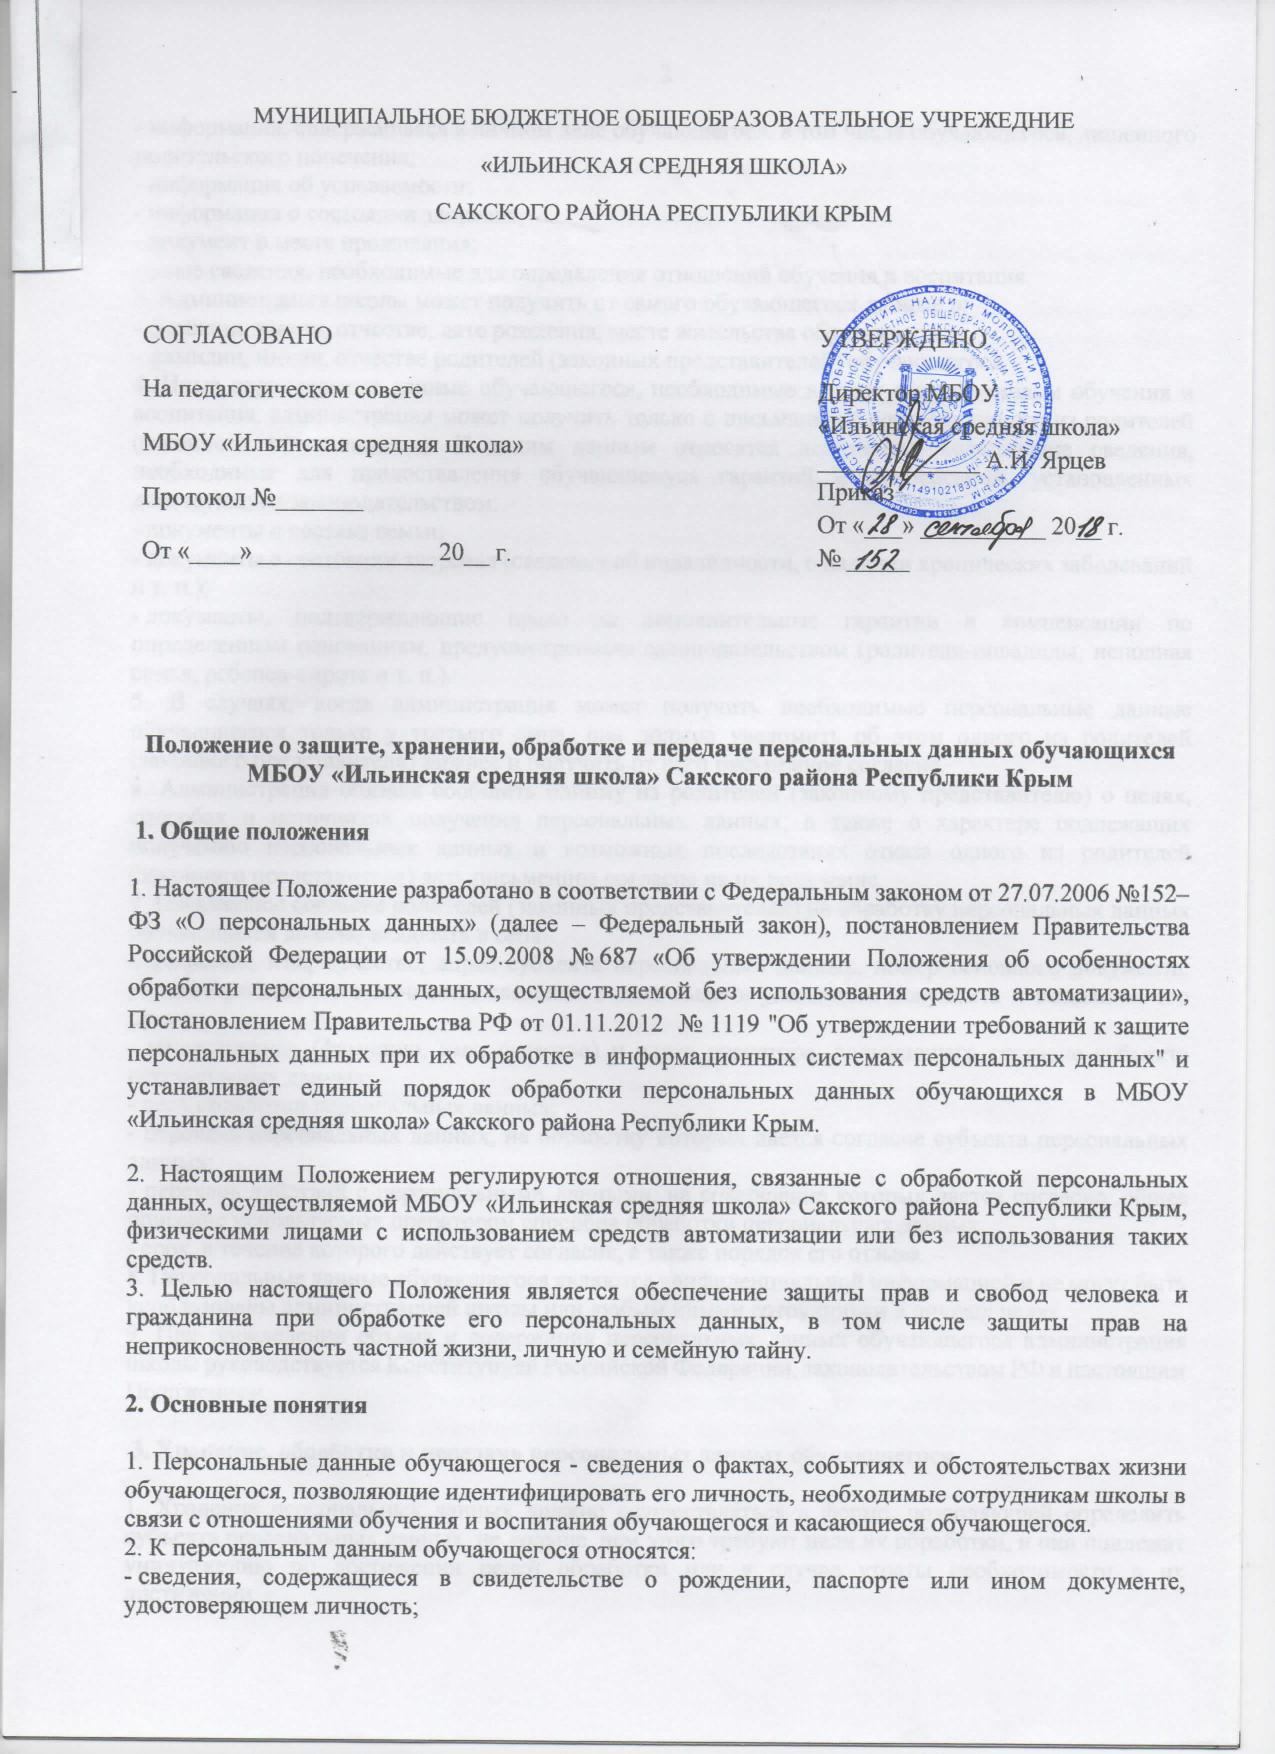 МУНИЦИПАЛЬНОЕ БЮДЖЕТНОЕ ОБЩЕОБРАЗОВАТЕЛЬНОЕ УЧРЕЖЕДНИЕ
«ИЛЬИНСКАЯ СРЕДНЯЯ ШКОЛА»
САКСКОГО РАЙОНА РЕСПУБЛИКИ КРЫМ
СОГЛАСОВАНО
На педагогическом совете
МБОУ «Ильинская средняя школа»
Протокол №_______
От «____»_______________ 20___г.
УТВЕРЖДЕНО
Директор МБОУ
«Ильинская средняя школа»
А.И. Ярцев
Приказ
От «28» сентября 2018 г.
№ 152
Положение о защите, хранении, обработке и передаче персональных данных обучающихся
МБОУ «Ильинская средняя школа» Сакского района Республики Крым
1. Общие положения
1. Настоящее Положение разработано в соответствии с Федеральным законом от 27.07.2006 №152–
ФЗ «О персональных данных» (далее – Федеральный закон), постановлением Правительства
Российской Федерации от 15.09.2008 № 687 «Об утверждении Положения об особенностях
обработки персональных данных, осуществляемой без использования средств автоматизации»,
Постановлением Правительства РФ от 01.11.2012 № 1119 "Об утверждении требований к защите
персональных данных при их обработке в информационных системах персональных данных" и
устанавливает единый порядок обработки персональных данных обучающихся в МБОУ
«Ильинская средняя школа» Сакского района Республики Крым.
2. Настоящим Положением регулируются отношения, связанные с обработкой персональных
данных, осуществляемой МБОУ «Ильинская средняя школа» Сакского района Республики Крым,
физическими лицами с использованием средств автоматизации или без использования таких
средств.
3. Целью настоящего Положения является обеспечение защиты прав и свобод человека и
гражданина при обработке его персональных данных, в том числе защиты прав на
неприкосновенность частной жизни, личную и семейную тайну.
2. Основные понятия
1. Персональные данные обучающегося - сведения о фактах, событиях и обстоятельствах жизни
обучающегося, позволяющие идентифицировать его личность, необходимые сотрудникам школы в
связи с отношениями обучения и воспитания обучающегося и касающиеся обучающегося.
2. К персональным данным обучающегося относятся:
- сведения, содержащиеся в свидетельстве о рождении, паспорте или ином документе,
удостоверяющем личность;